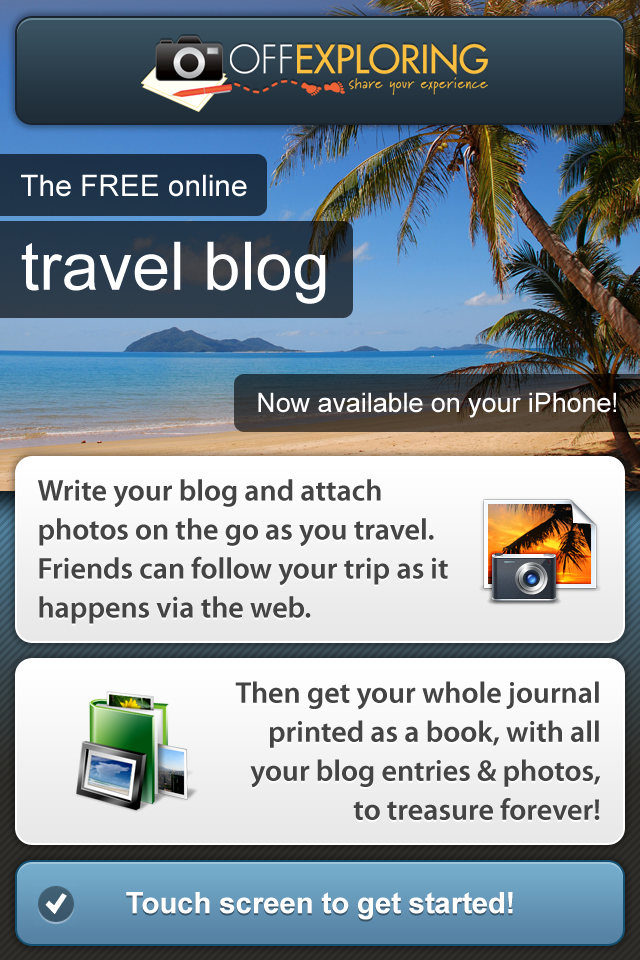 OFFEXPLORING
share your experience
The FREE online
travel blog
Now available on your iPhone!
Write your blog and attach
photos on the go as you travel.
Friends can follow your trip as it
happens via the web.
Then get your whole journal
printed as a book, with all
your blog entries & photos,
to treasure forever!
Touch screen to get started!